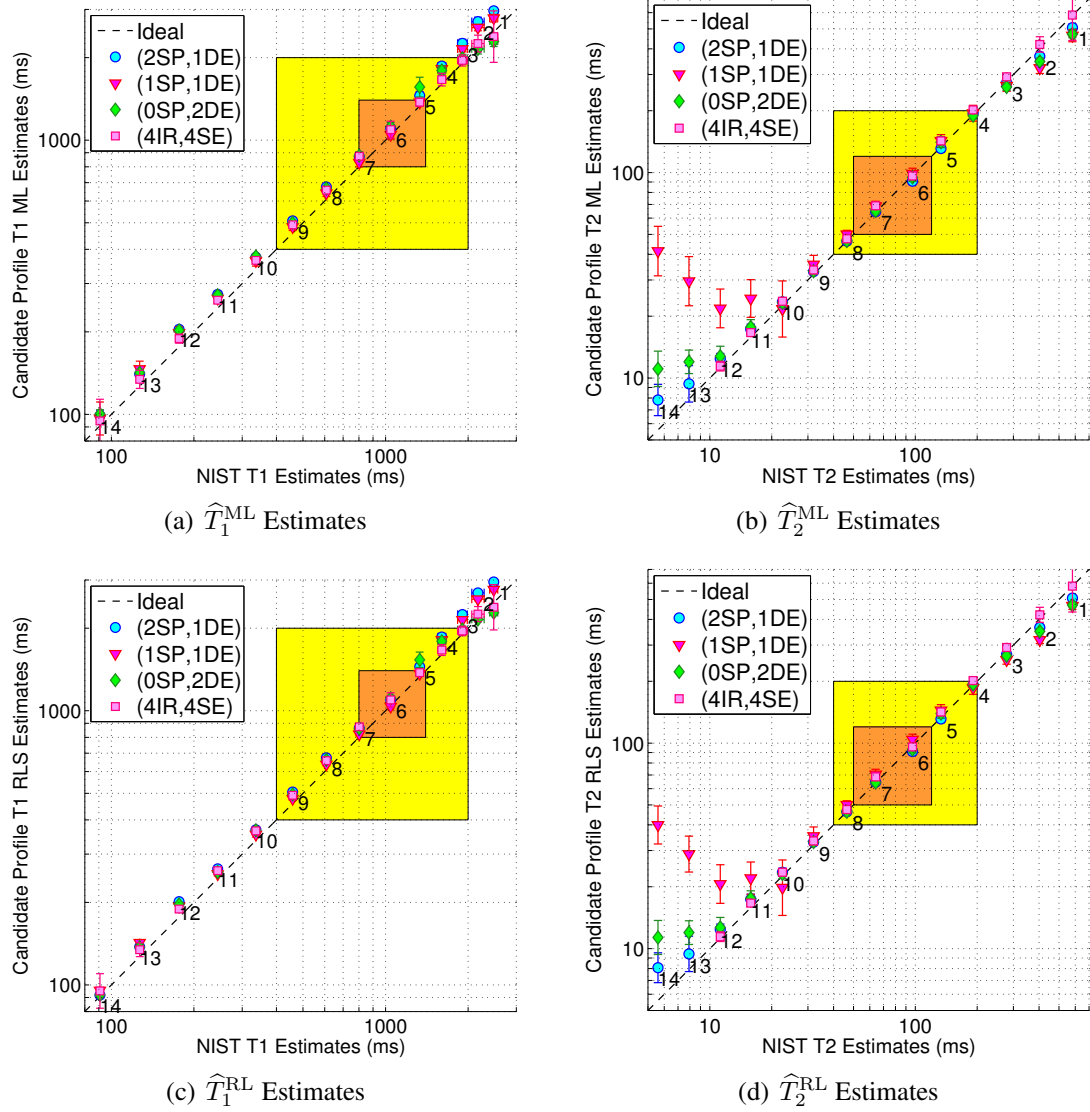 Candidate Profile T1 ML Estimates (ms)
1000
100
Ideal
(2SP,1DE)
(1SP,1DE)
(0SP,2DE)
(4IR,4SE)
1
2
3
4
5
6
7
8
9
10
11
12
13
14
100
1000
NIST T1 Estimates (ms)
(a) T̂₁ᴹᴸ Estimates
Candidate Profile T2 ML Estimates (ms)
100
10
Ideal
(2SP,1DE)
(1SP,1DE)
(0SP,2DE)
(4IR,4SE)
1
2
3
4
5
6
7
8
9
10
11
12
13
14
10
100
NIST T2 Estimates (ms)
(b) T̂₂ᴹᴸ Estimates
Candidate Profile T1 RLS Estimates (ms)
1000
100
Ideal
(2SP,1DE)
(1SP,1DE)
(0SP,2DE)
(4IR,4SE)
1
2
3
4
5
6
7
8
9
10
11
12
13
14
100
1000
NIST T1 Estimates (ms)
(c) T̂₁ᴿᴸ Estimates
Candidate Profile T2 RLS Estimates (ms)
100
10
Ideal
(2SP,1DE)
(1SP,1DE)
(0SP,2DE)
(4IR,4SE)
1
2
3
4
5
6
7
8
9
10
11
12
13
14
10
100
NIST T2 Estimates (ms)
(d) T̂₂ᴿᴸ Estimates